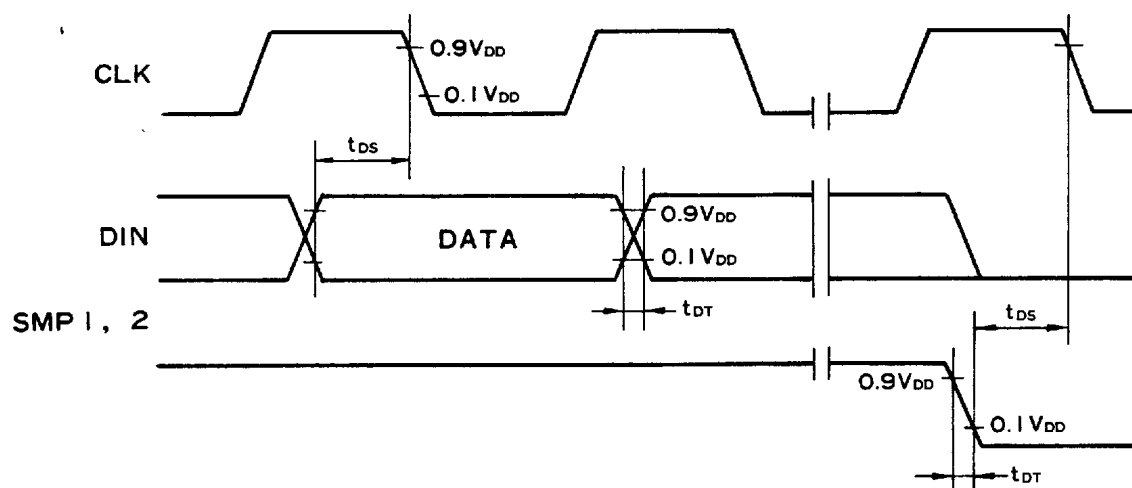 CLK
0.9VDD
0.1VDD
tDS
DIN
DATA
0.9VDD
0.1VDD
tDT
tDS
SMP1, 2
0.9VDD
0.1VDD
tDT